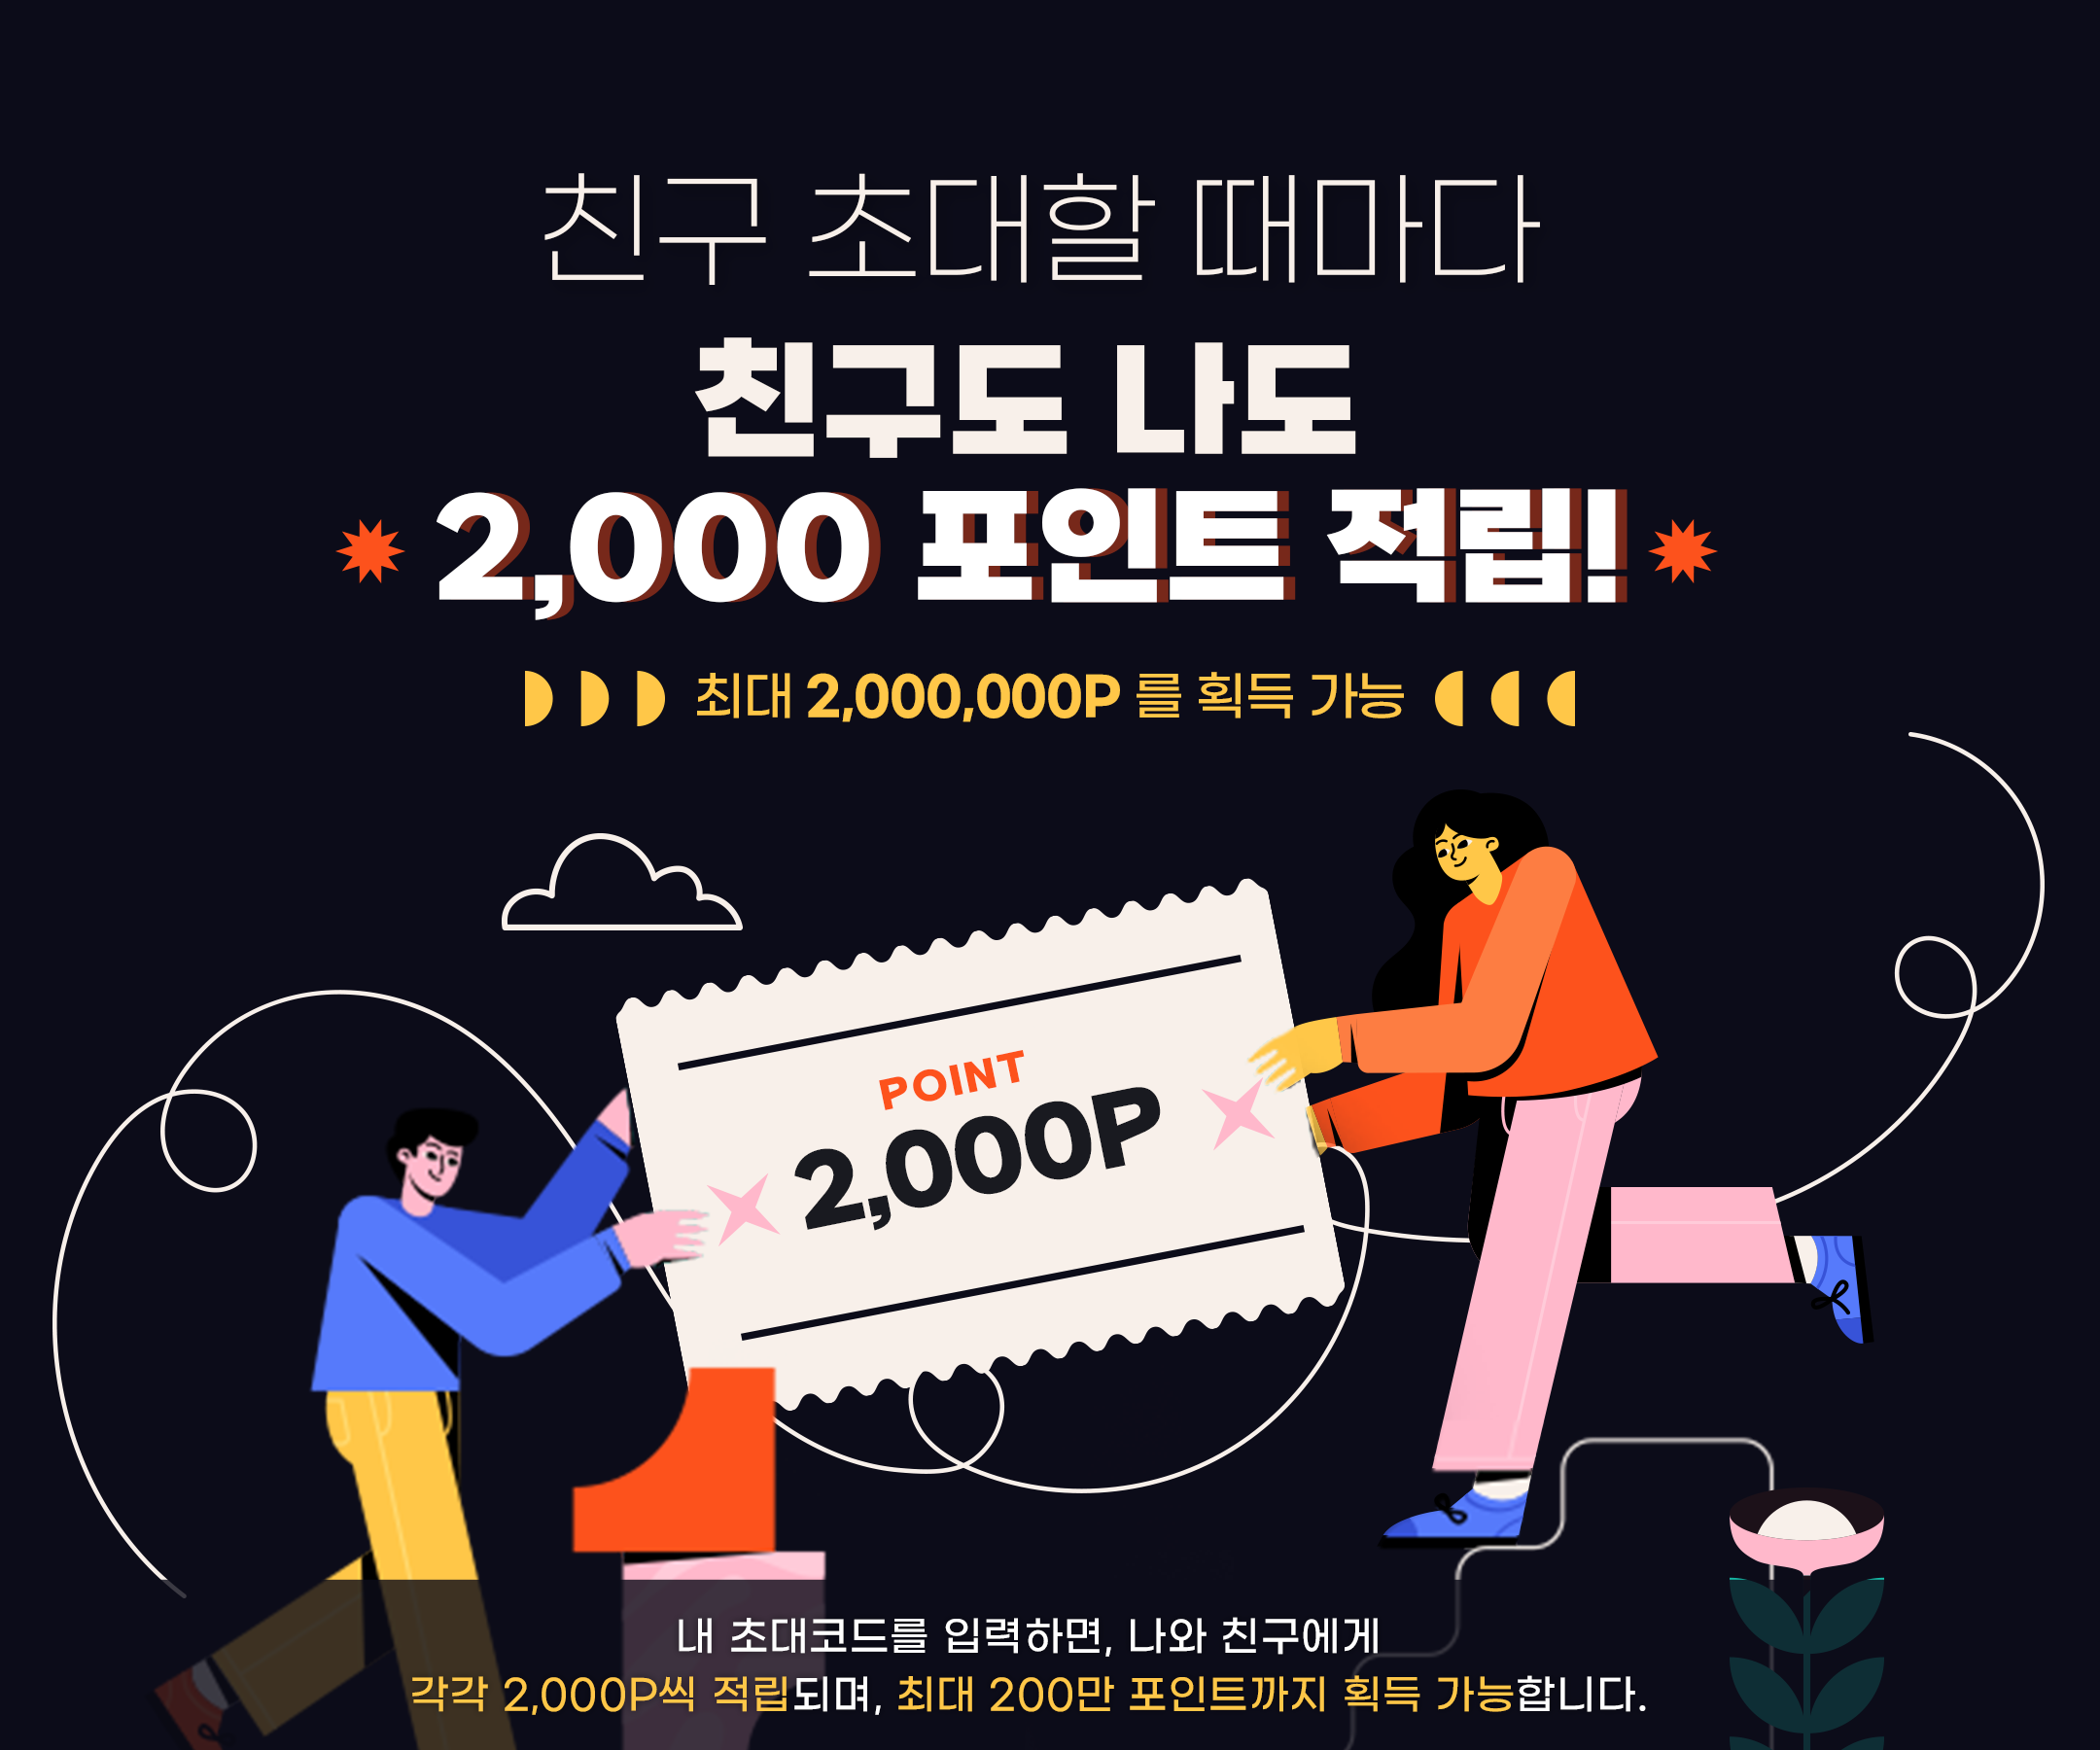 친구 초대할 때마다
친구도 나도
2,000 포인트 적립!
최대 2,000,000P 를 획득 가능
POINT
2,000P
내 초대코드를 입력하면, 나와 친구에게
각각 2,000P씩 적립되며, 최대 200만 포인트까지 획득 가능합니다.